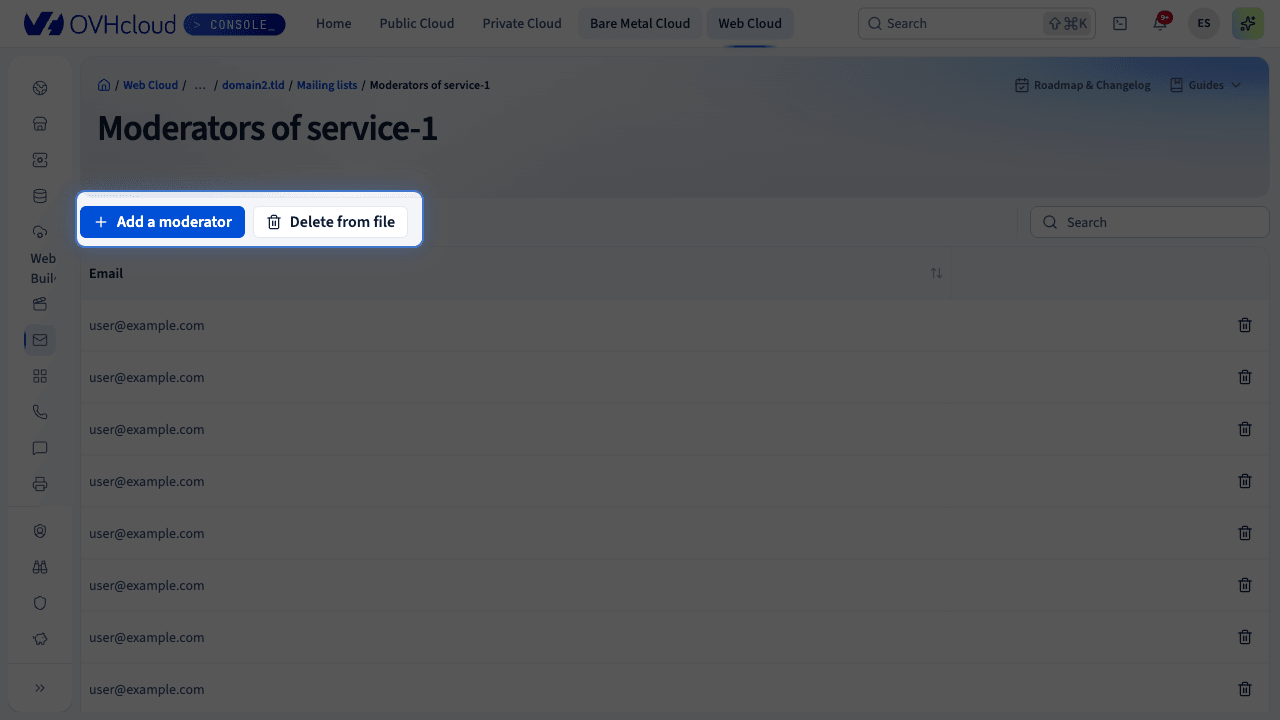 OVHcloud > CONSOLE_ Home Public Cloud Private Cloud Bare Metal Cloud Web Cloud Search ⇧⌘K 9+ ES
/ Web Cloud / ... / domain2.tld / Mailing lists / Moderators of service-1 Roadmap & Changelog Guides
Moderators of service-1
+ Add a moderator Delete from file Search
Web
Buil
Email
user@example.com
user@example.com
user@example.com
user@example.com
user@example.com
user@example.com
user@example.com
user@example.com